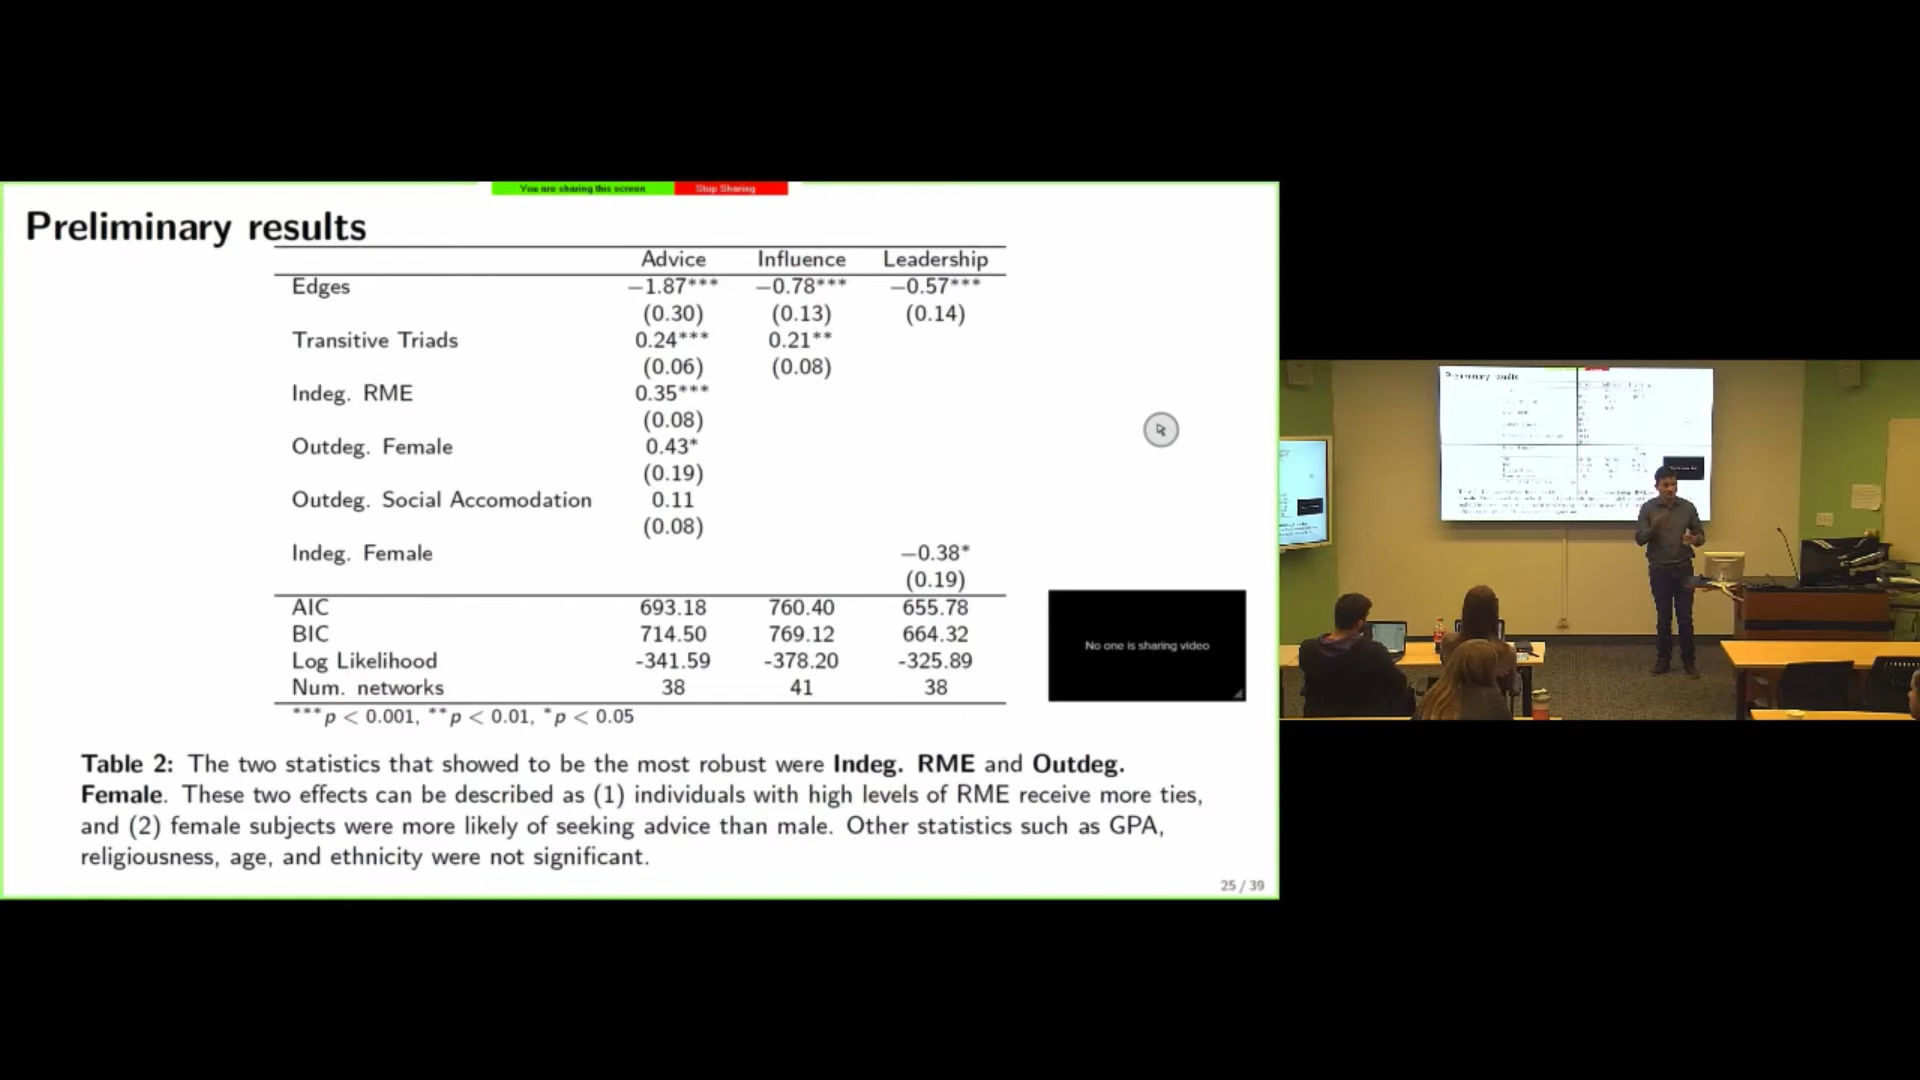 You are sharing this screen Stop Sharing
Preliminary results
Advice Influence Leadership
Edges −1.87*** −0.78*** −0.57***
(0.30) (0.13) (0.14)
Transitive Triads 0.24*** 0.21**
(0.06) (0.08)
Indeg. RME 0.35***
(0.08)
Outdeg. Female 0.43*
(0.19)
Outdeg. Social Accomodation 0.11
(0.08)
Indeg. Female −0.38*
(0.19)
AIC 693.18 760.40 655.78
BIC 714.50 769.12 664.32
Log Likelihood -341.59 -378.20 -325.89
Num. networks 38 41 38
***p < 0.001, **p < 0.01, *p < 0.05
No one is sharing video
Table 2: The two statistics that showed to be the most robust were Indeg. RME and Outdeg.
Female. These two effects can be described as (1) individuals with high levels of RME receive more ties,
and (2) female subjects were more likely of seeking advice than male. Other statistics such as GPA,
religiousness, age, and ethnicity were not significant.
25 / 39
Preliminary results